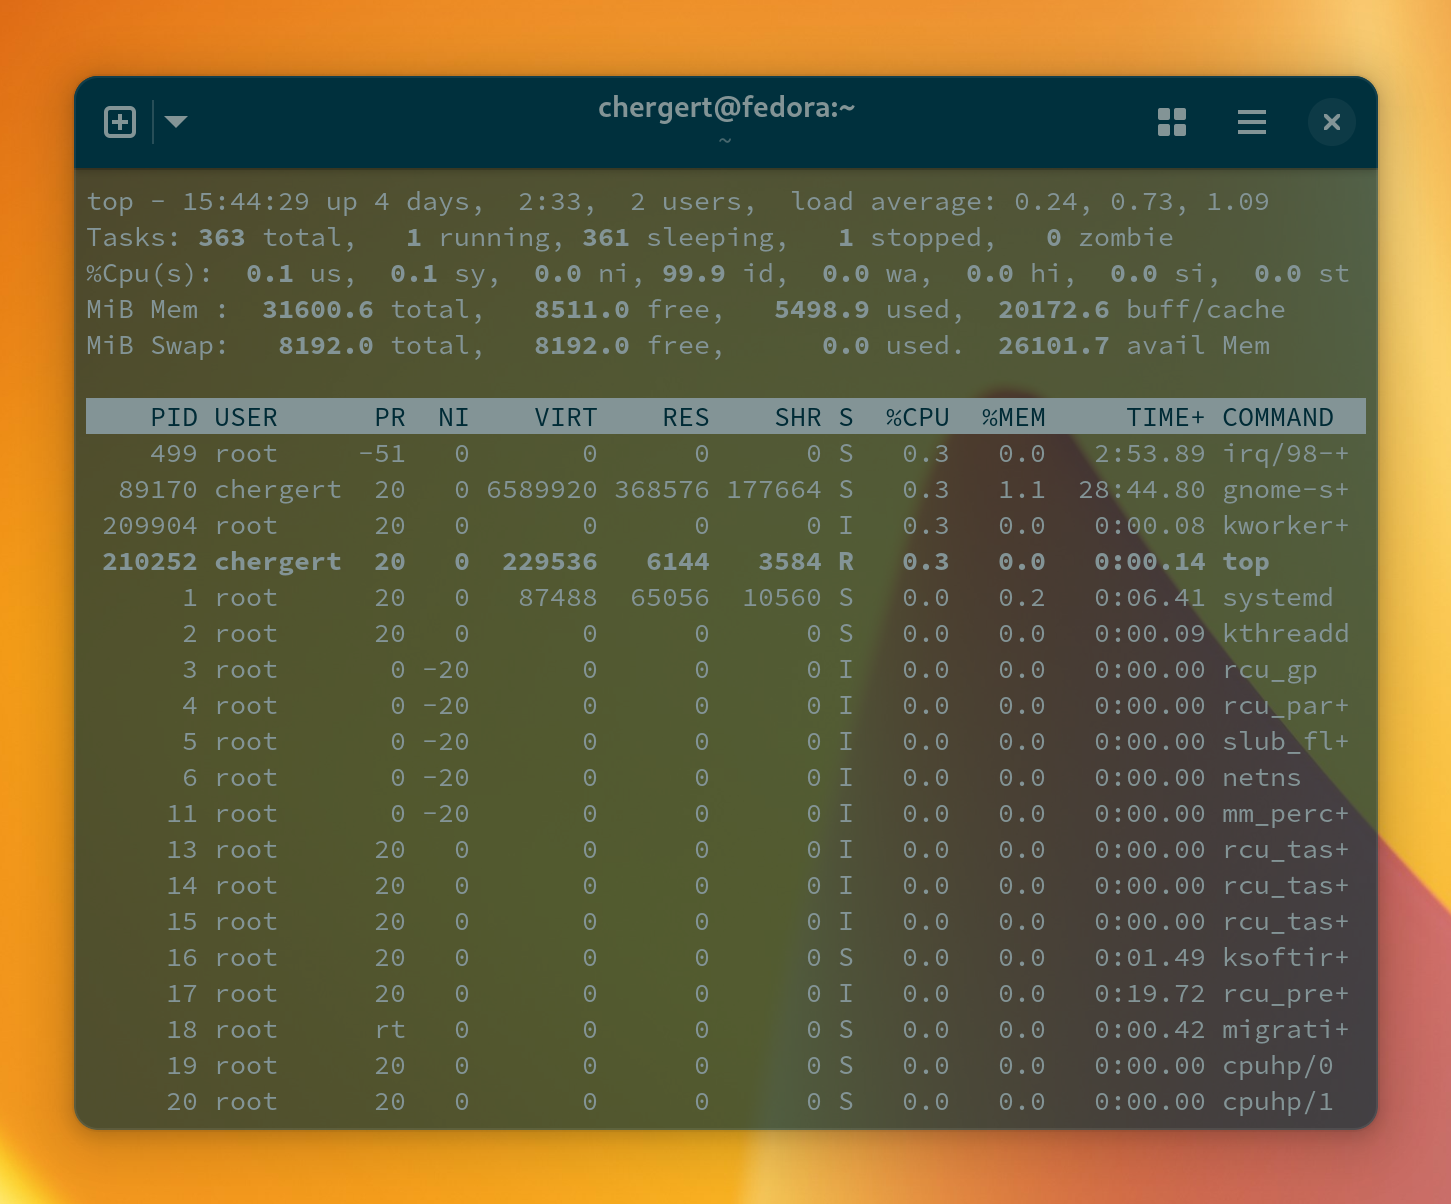 chergert@fedora:~
~
top - 15:44:29 up 4 days,  2:33,  2 users,  load average: 0.24, 0.73, 1.09
Tasks: 363 total,   1 running, 361 sleeping,   1 stopped,   0 zombie
%Cpu(s):  0.1 us,  0.1 sy,  0.0 ni, 99.9 id,  0.0 wa,  0.0 hi,  0.0 si,  0.0 st
MiB Mem :  31600.6 total,   8511.0 free,   5498.9 used,  20172.6 buff/cache
MiB Swap:   8192.0 total,   8192.0 free,      0.0 used.  26101.7 avail Mem
    PID USER      PR  NI    VIRT    RES    SHR S  %CPU  %MEM     TIME+ COMMAND
    499 root     -51   0       0      0      0 S   0.3   0.0   2:53.89 irq/98-+
  89170 chergert  20   0 6589920 368576 177664 S   0.3   1.1  28:44.80 gnome-s+
 209904 root      20   0       0      0      0 I   0.3   0.0   0:00.08 kworker+
 210252 chergert  20   0  229536   6144   3584 R   0.3   0.0   0:00.14 top
      1 root      20   0   87488  65056  10560 S   0.0   0.2   0:06.41 systemd
      2 root      20   0       0      0      0 S   0.0   0.0   0:00.09 kthreadd
      3 root       0 -20       0      0      0 I   0.0   0.0   0:00.00 rcu_gp
      4 root       0 -20       0      0      0 I   0.0   0.0   0:00.00 rcu_par+
      5 root       0 -20       0      0      0 I   0.0   0.0   0:00.00 slub_fl+
      6 root       0 -20       0      0      0 I   0.0   0.0   0:00.00 netns
     11 root       0 -20       0      0      0 I   0.0   0.0   0:00.00 mm_perc+
     13 root      20   0       0      0      0 I   0.0   0.0   0:00.00 rcu_tas+
     14 root      20   0       0      0      0 I   0.0   0.0   0:00.00 rcu_tas+
     15 root      20   0       0      0      0 I   0.0   0.0   0:00.00 rcu_tas+
     16 root      20   0       0      0      0 S   0.0   0.0   0:01.49 ksoftir+
     17 root      20   0       0      0      0 I   0.0   0.0   0:19.72 rcu_pre+
     18 root      rt   0       0      0      0 S   0.0   0.0   0:00.42 migrati+
     19 root      20   0       0      0      0 S   0.0   0.0   0:00.00 cpuhp/0
     20 root      20   0       0      0      0 S   0.0   0.0   0:00.00 cpuhp/1